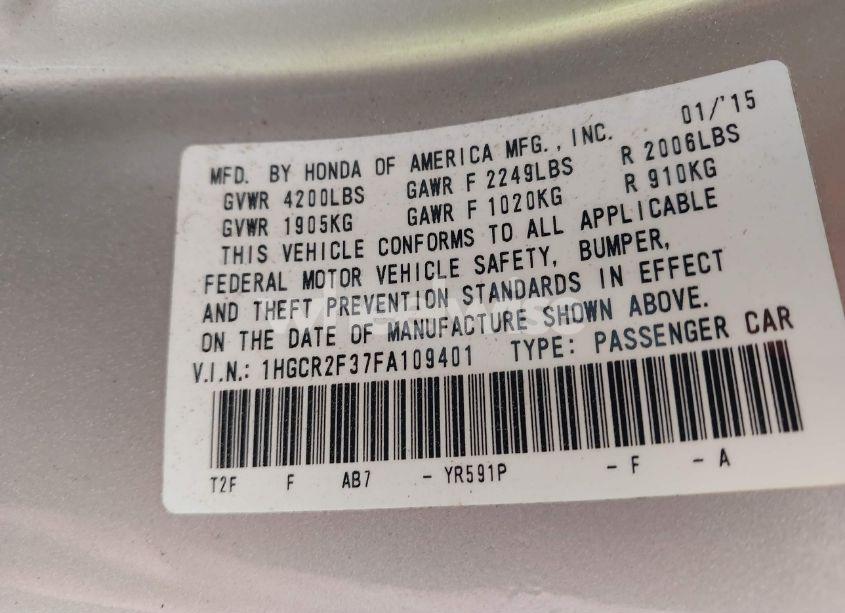 MFD. BY HONDA OF AMERICA MFG., INC. 01/'15
GVWR 4200LBS GAWR F 2249LBS R 2006LBS
GVWR 1905KG GAWR F 1020KG R 910KG
THIS VEHICLE CONFORMS TO ALL APPLICABLE
FEDERAL MOTOR VEHICLE SAFETY, BUMPER,
AND THEFT PREVENTION STANDARDS IN EFFECT
ON THE DATE OF MANUFACTURE SHOWN ABOVE.
V.I.N.: 1HGCR2F37FA109401 TYPE: PASSENGER CAR
T2F F AB7 - YR591P - F - A